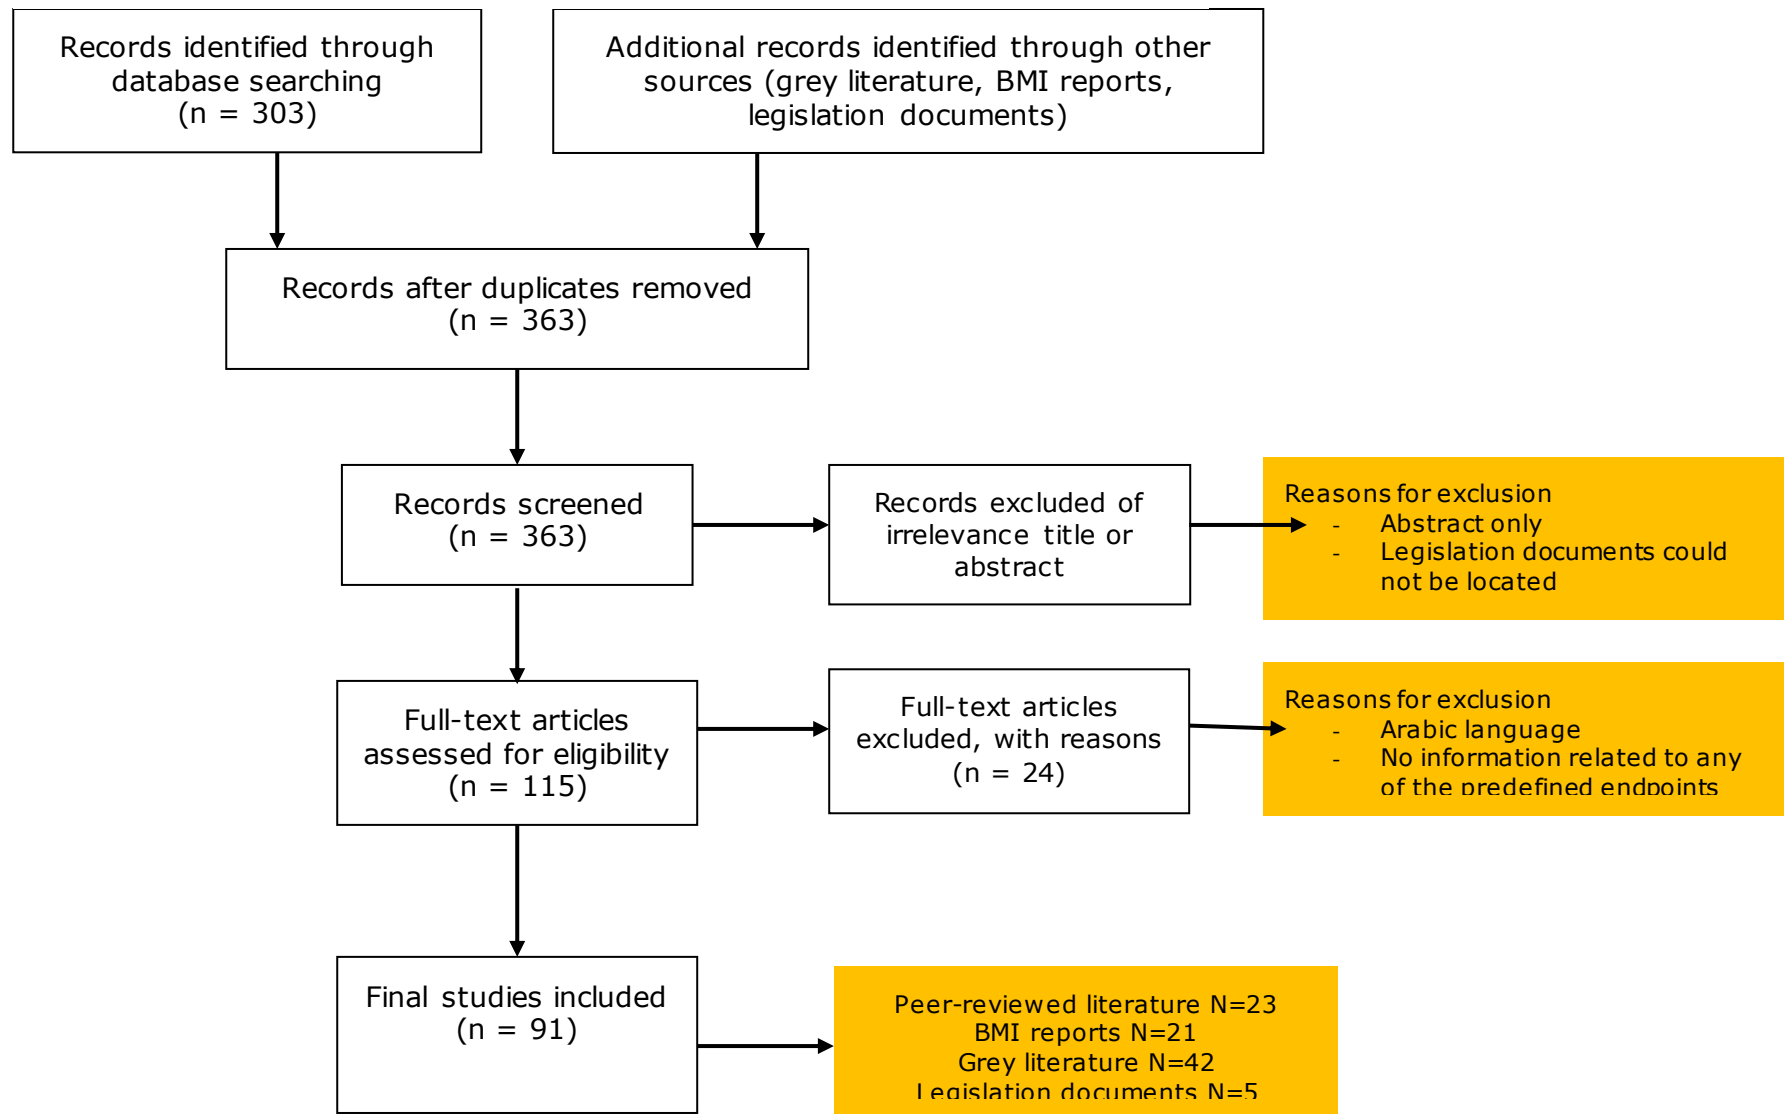 Records identified through
database searching
(n = 303)
Additional records identified through other
sources (grey literature, BMI reports,
legislation documents)
Records after duplicates removed
(n = 363)
Records screened
(n = 363)
Records excluded of
irrelevance title or
abstract
Reasons for exclusion
- Abstract only
- Legislation documents could
not be located
Full-text articles
assessed for eligibility
(n = 115)
Full-text articles
excluded, with reasons
(n = 24)
Reasons for exclusion
- Arabic language
- No information related to any
of the predefined endpoints
Final studies included
(n = 91)
Peer-reviewed literature N=23
BMI reports N=21
Grey literature N=42
Legislation documents N=5